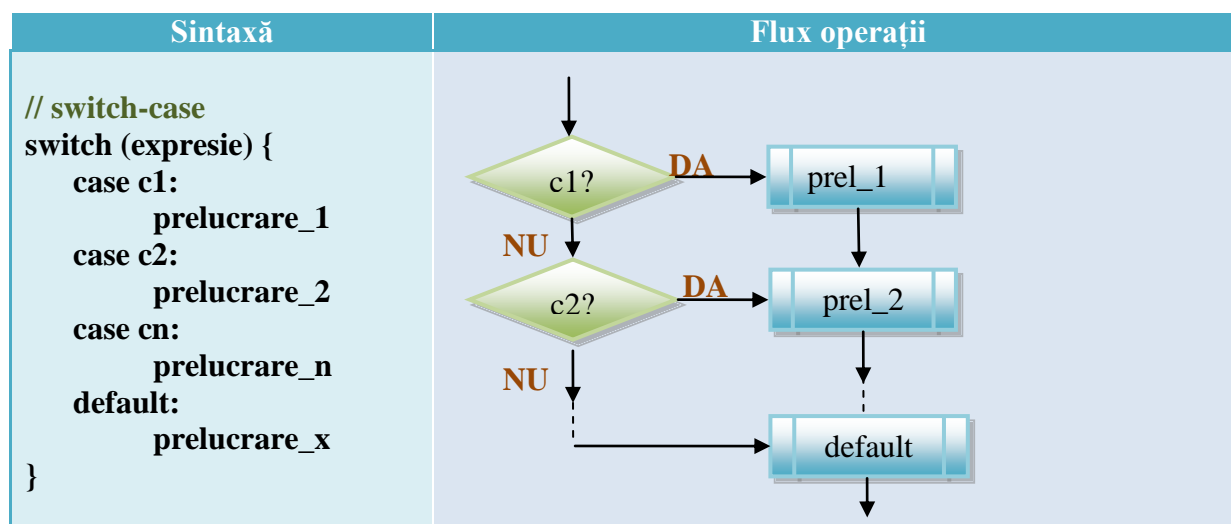 Sintaxă
Flux operații
// switch-case
switch (expresie) {
case c1:
prelucrare_1
case c2:
prelucrare_2
case cn:
prelucrare_n
default:
prelucrare_x
}
c1?
DA
prel_1
NU
c2?
DA
prel_2
NU
default